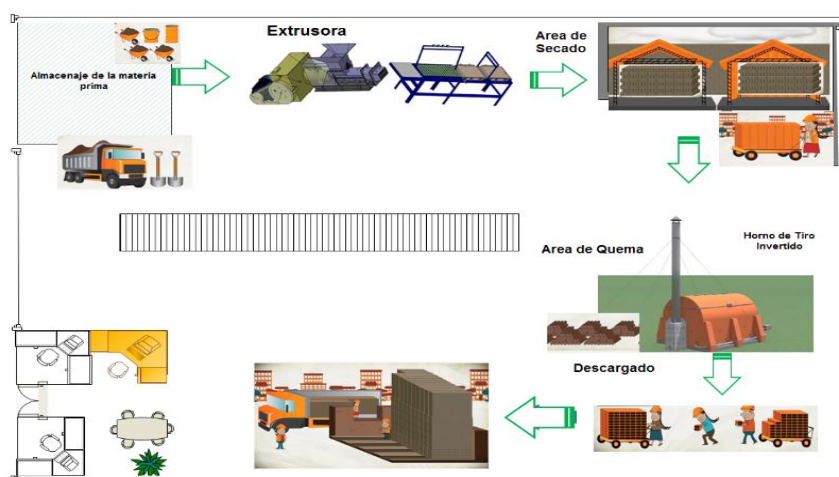 Extrusora
Area de
Secado
Almacenaje de la materia
prima
Area de Quema
Horno de Tiro
Invertido
Descargado